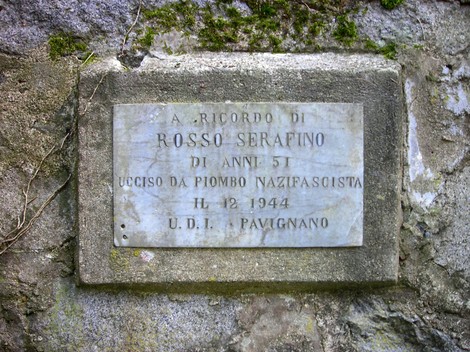 A RICORDO DI
ROSSO SERAFINO
DI ANNI 51
UCCISO DA PIOMBO NAZIFASCISTA
IL 12 1944
U.D.I. PAVIGNANO